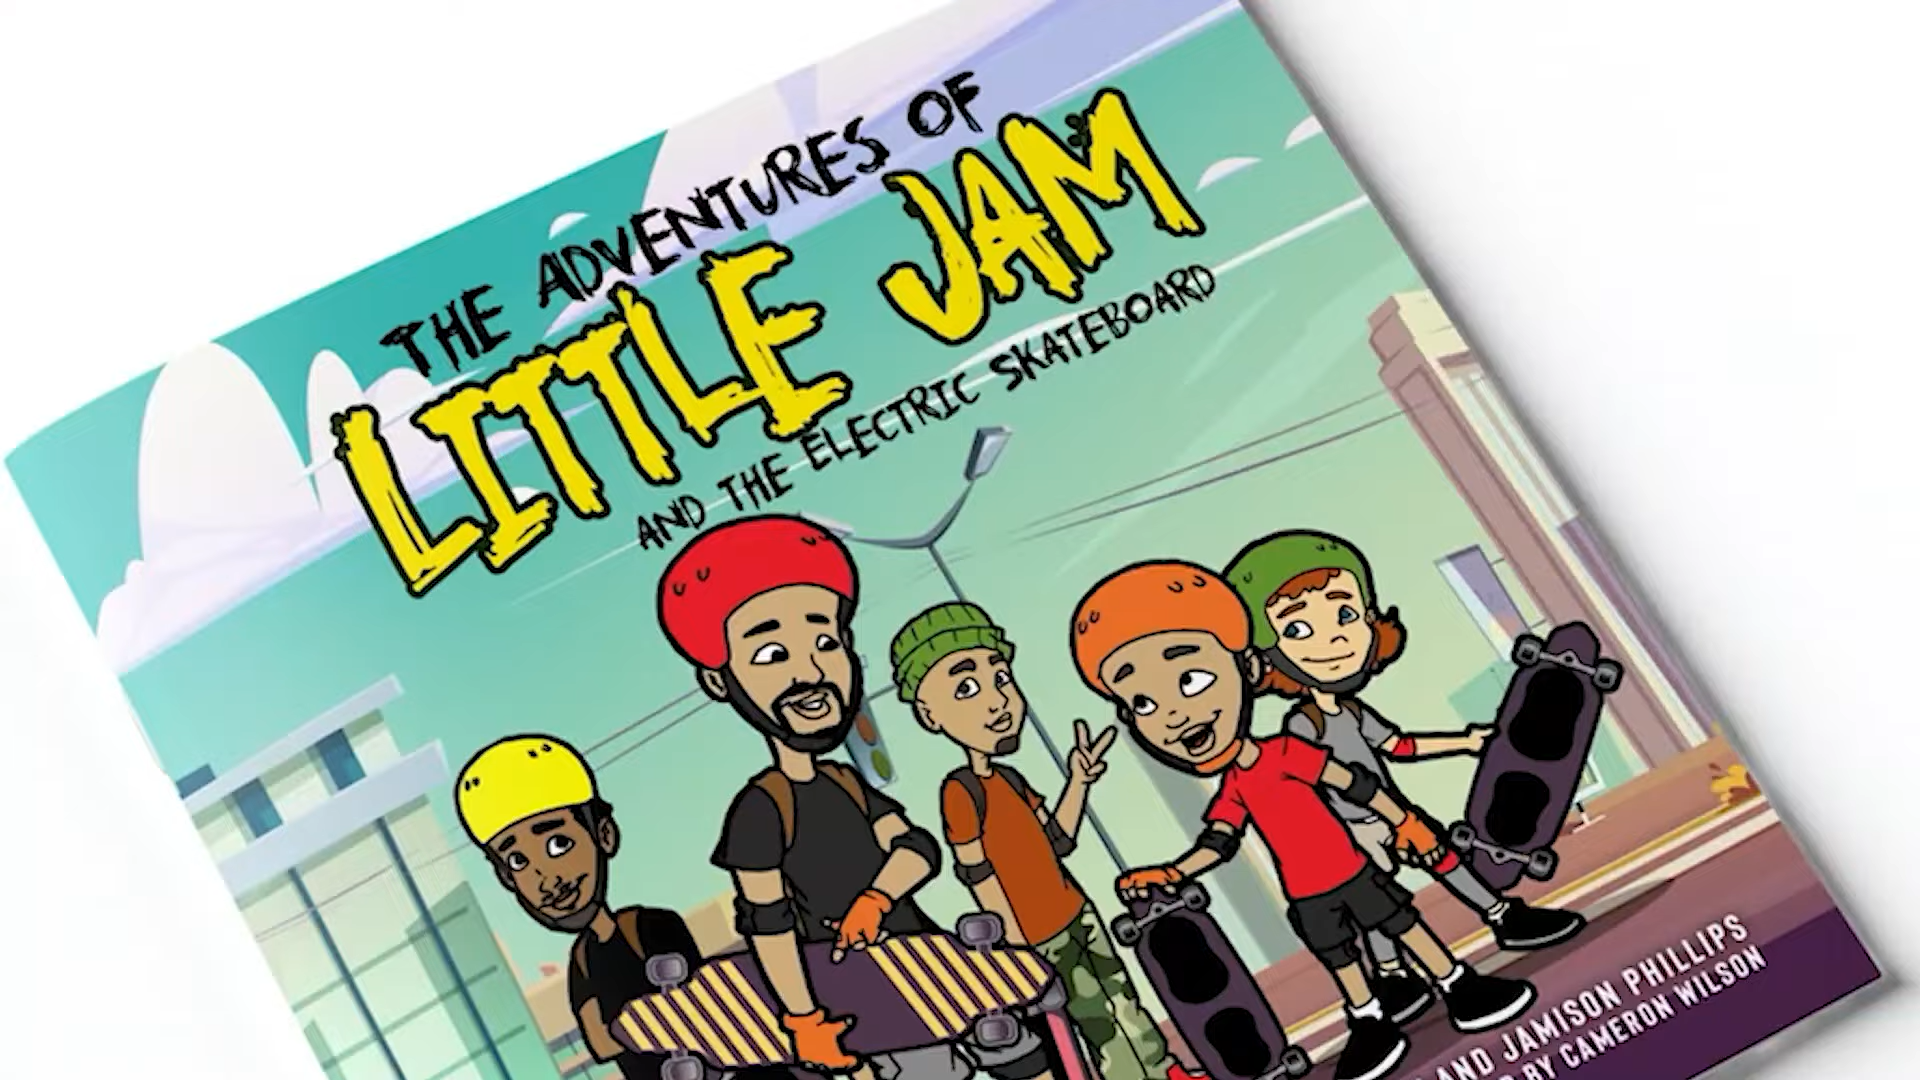 THE ADVENTURES OF
LITTLE JAM
AND THE ELECTRIC SKATEBOARD
AND JAMISON PHILLIPS
BY CAMERON WILSON